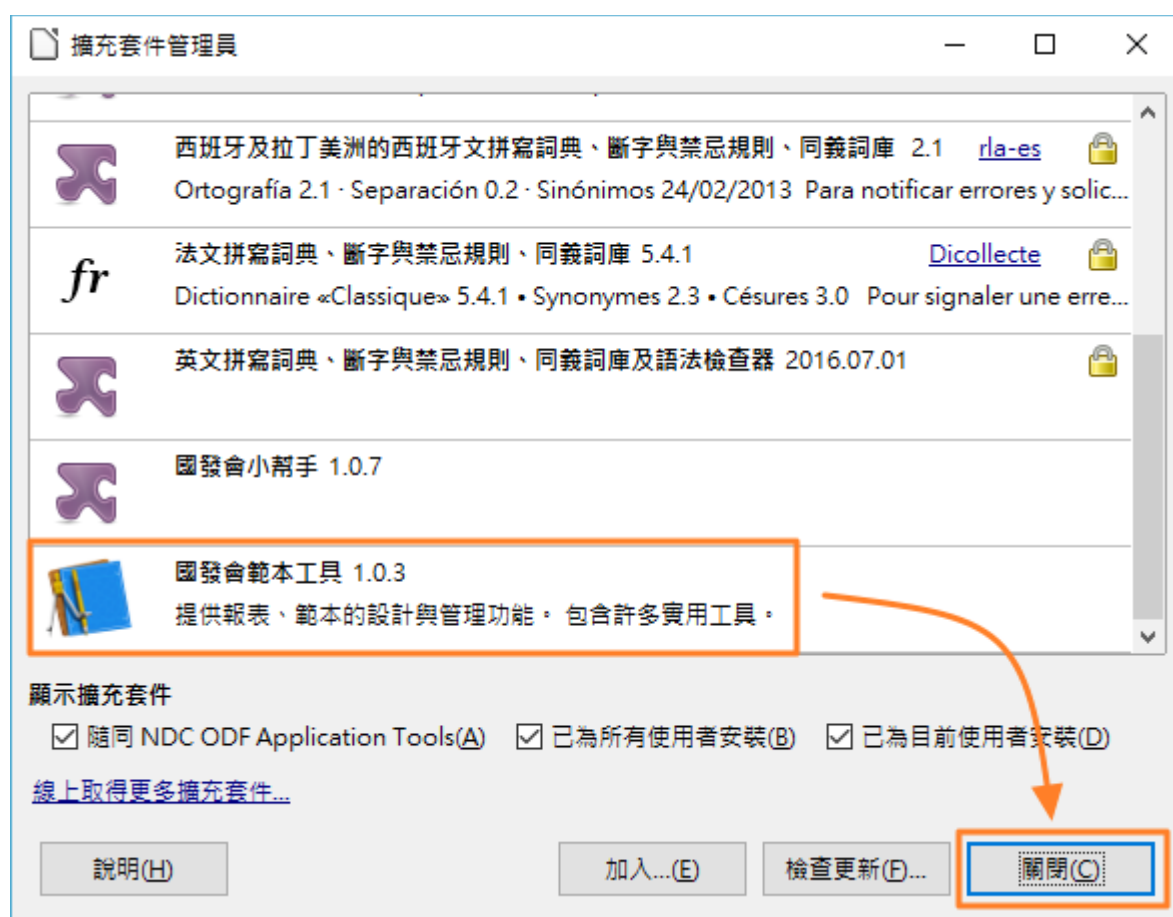 擴充套件管理員
西班牙及拉丁美洲的西班牙文拼寫詞典、斷字與禁忌規則、同義詞庫 2.1 rla-es
Ortografía 2.1 · Separación 0.2 · Sinónimos 24/02/2013 Para notificar errores y solic...
fr
法文拼寫詞典、斷字與禁忌規則、同義詞庫 5.4.1 Dicollecte
Dictionnaire «Classique» 5.4.1 • Synonymes 2.3 • Césures 3.0 Pour signaler une erre...
英文拼寫詞典、斷字與禁忌規則、同義詞庫及語法檢查器 2016.07.01
國發會小幫手 1.0.7
國發會範本工具 1.0.3
提供報表、範本的設計與管理功能。 包含許多實用工具。
顯示擴充套件
隨同 NDC ODF Application Tools(A) 已為所有使用者安裝(B) 已為目前使用者安裝(D)
線上取得更多擴充套件...
說明(H) 加入...(E) 檢查更新(F)... 關閉(C)